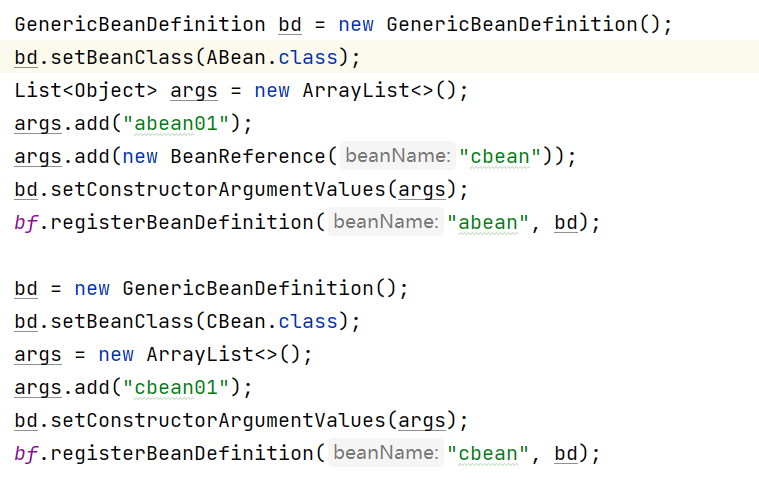 GenericBeanDefinition bd = new GenericBeanDefinition();
bd.setBeanClass(ABean.class);
List<Object> args = new ArrayList<>();
args.add("abean01");
args.add(new BeanReference( beanName: "cbean"));
bd.setConstructorArgumentValues(args);
bf.registerBeanDefinition( beanName: "abean", bd);
bd = new GenericBeanDefinition();
bd.setBeanClass(CBean.class);
args = new ArrayList<>();
args.add("cbean01");
bd.setConstructorArgumentValues(args);
bf.registerBeanDefinition( beanName: "cbean", bd);